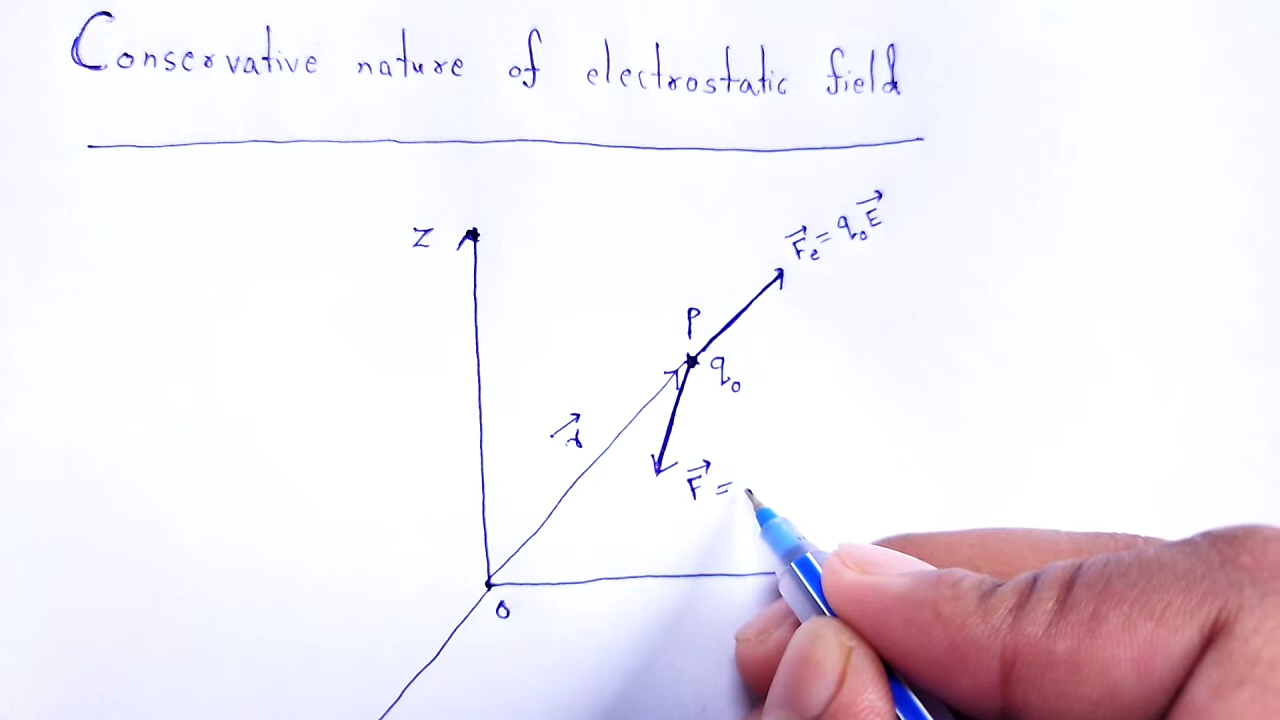 Conservative nature of electrostatic field
Z
F⃗e = q₀E⃗
P
q₀
r⃗
F⃗ =
O